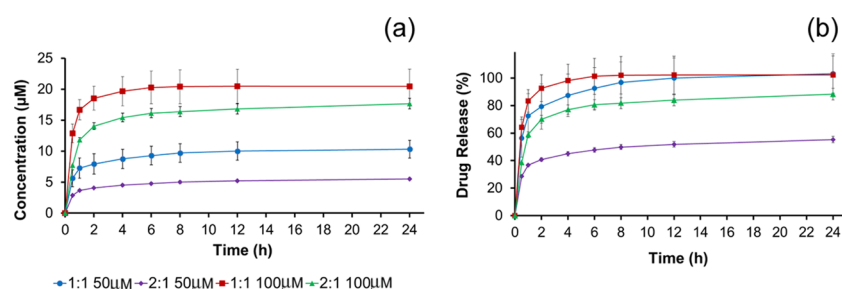 (a)
Concentration (µM)
25
20
15
10
5
0
0 2 4 6 8 10 12 14 16 18 20 22 24
Time (h)
(b)
Drug Release (%)
100
80
60
40
20
0
0 2 4 6 8 10 12 14 16 18 20 22 24
Time (h)
1:1 50µM 2:1 50µM 1:1 100µM 2:1 100µM